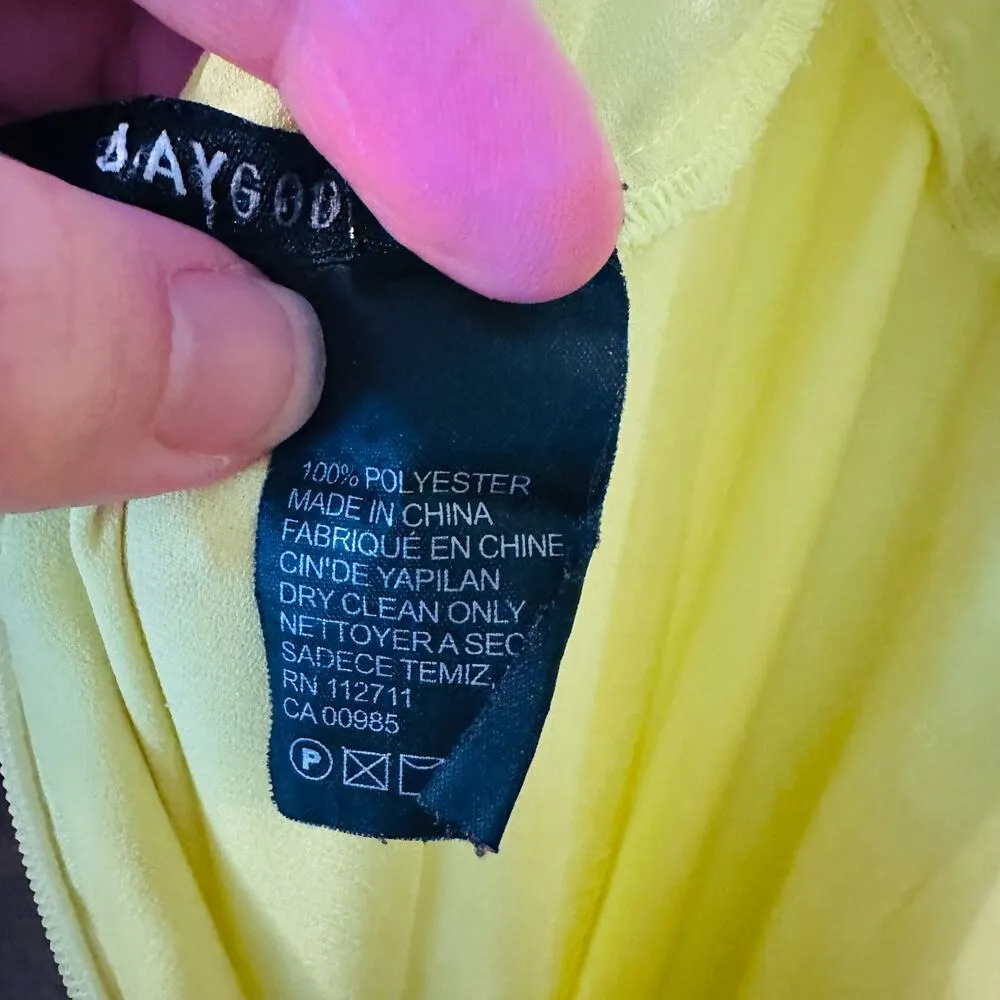 JAYGOD
100% POLYESTER
MADE IN CHINA
FABRIQUÉ EN CHINE
CIN'DE YAPILAN
DRY CLEAN ONLY
NETTOYER A SEC
SADECE TEMIZ,
RN 112711
CA 00985
P